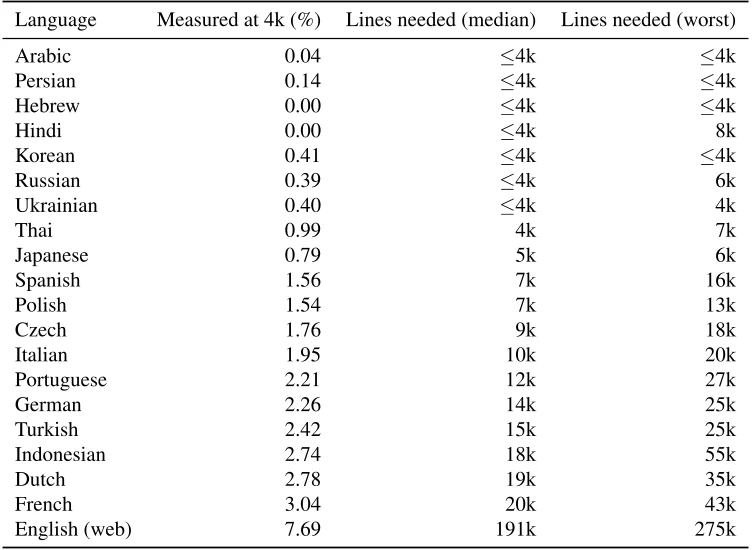 Language Measured at 4k (%) Lines needed (median) Lines needed (worst)
Arabic 0.04 ≤4k ≤4k
Persian 0.14 ≤4k ≤4k
Hebrew 0.00 ≤4k ≤4k
Hindi 0.00 ≤4k 8k
Korean 0.41 ≤4k ≤4k
Russian 0.39 ≤4k 6k
Ukrainian 0.40 ≤4k 4k
Thai 0.99 4k 7k
Japanese 0.79 5k 6k
Spanish 1.56 7k 16k
Polish 1.54 7k 13k
Czech 1.76 9k 18k
Italian 1.95 10k 20k
Portuguese 2.21 12k 27k
German 2.26 14k 25k
Turkish 2.42 15k 25k
Indonesian 2.74 18k 55k
Dutch 2.78 19k 35k
French 3.04 20k 43k
English (web) 7.69 191k 275k